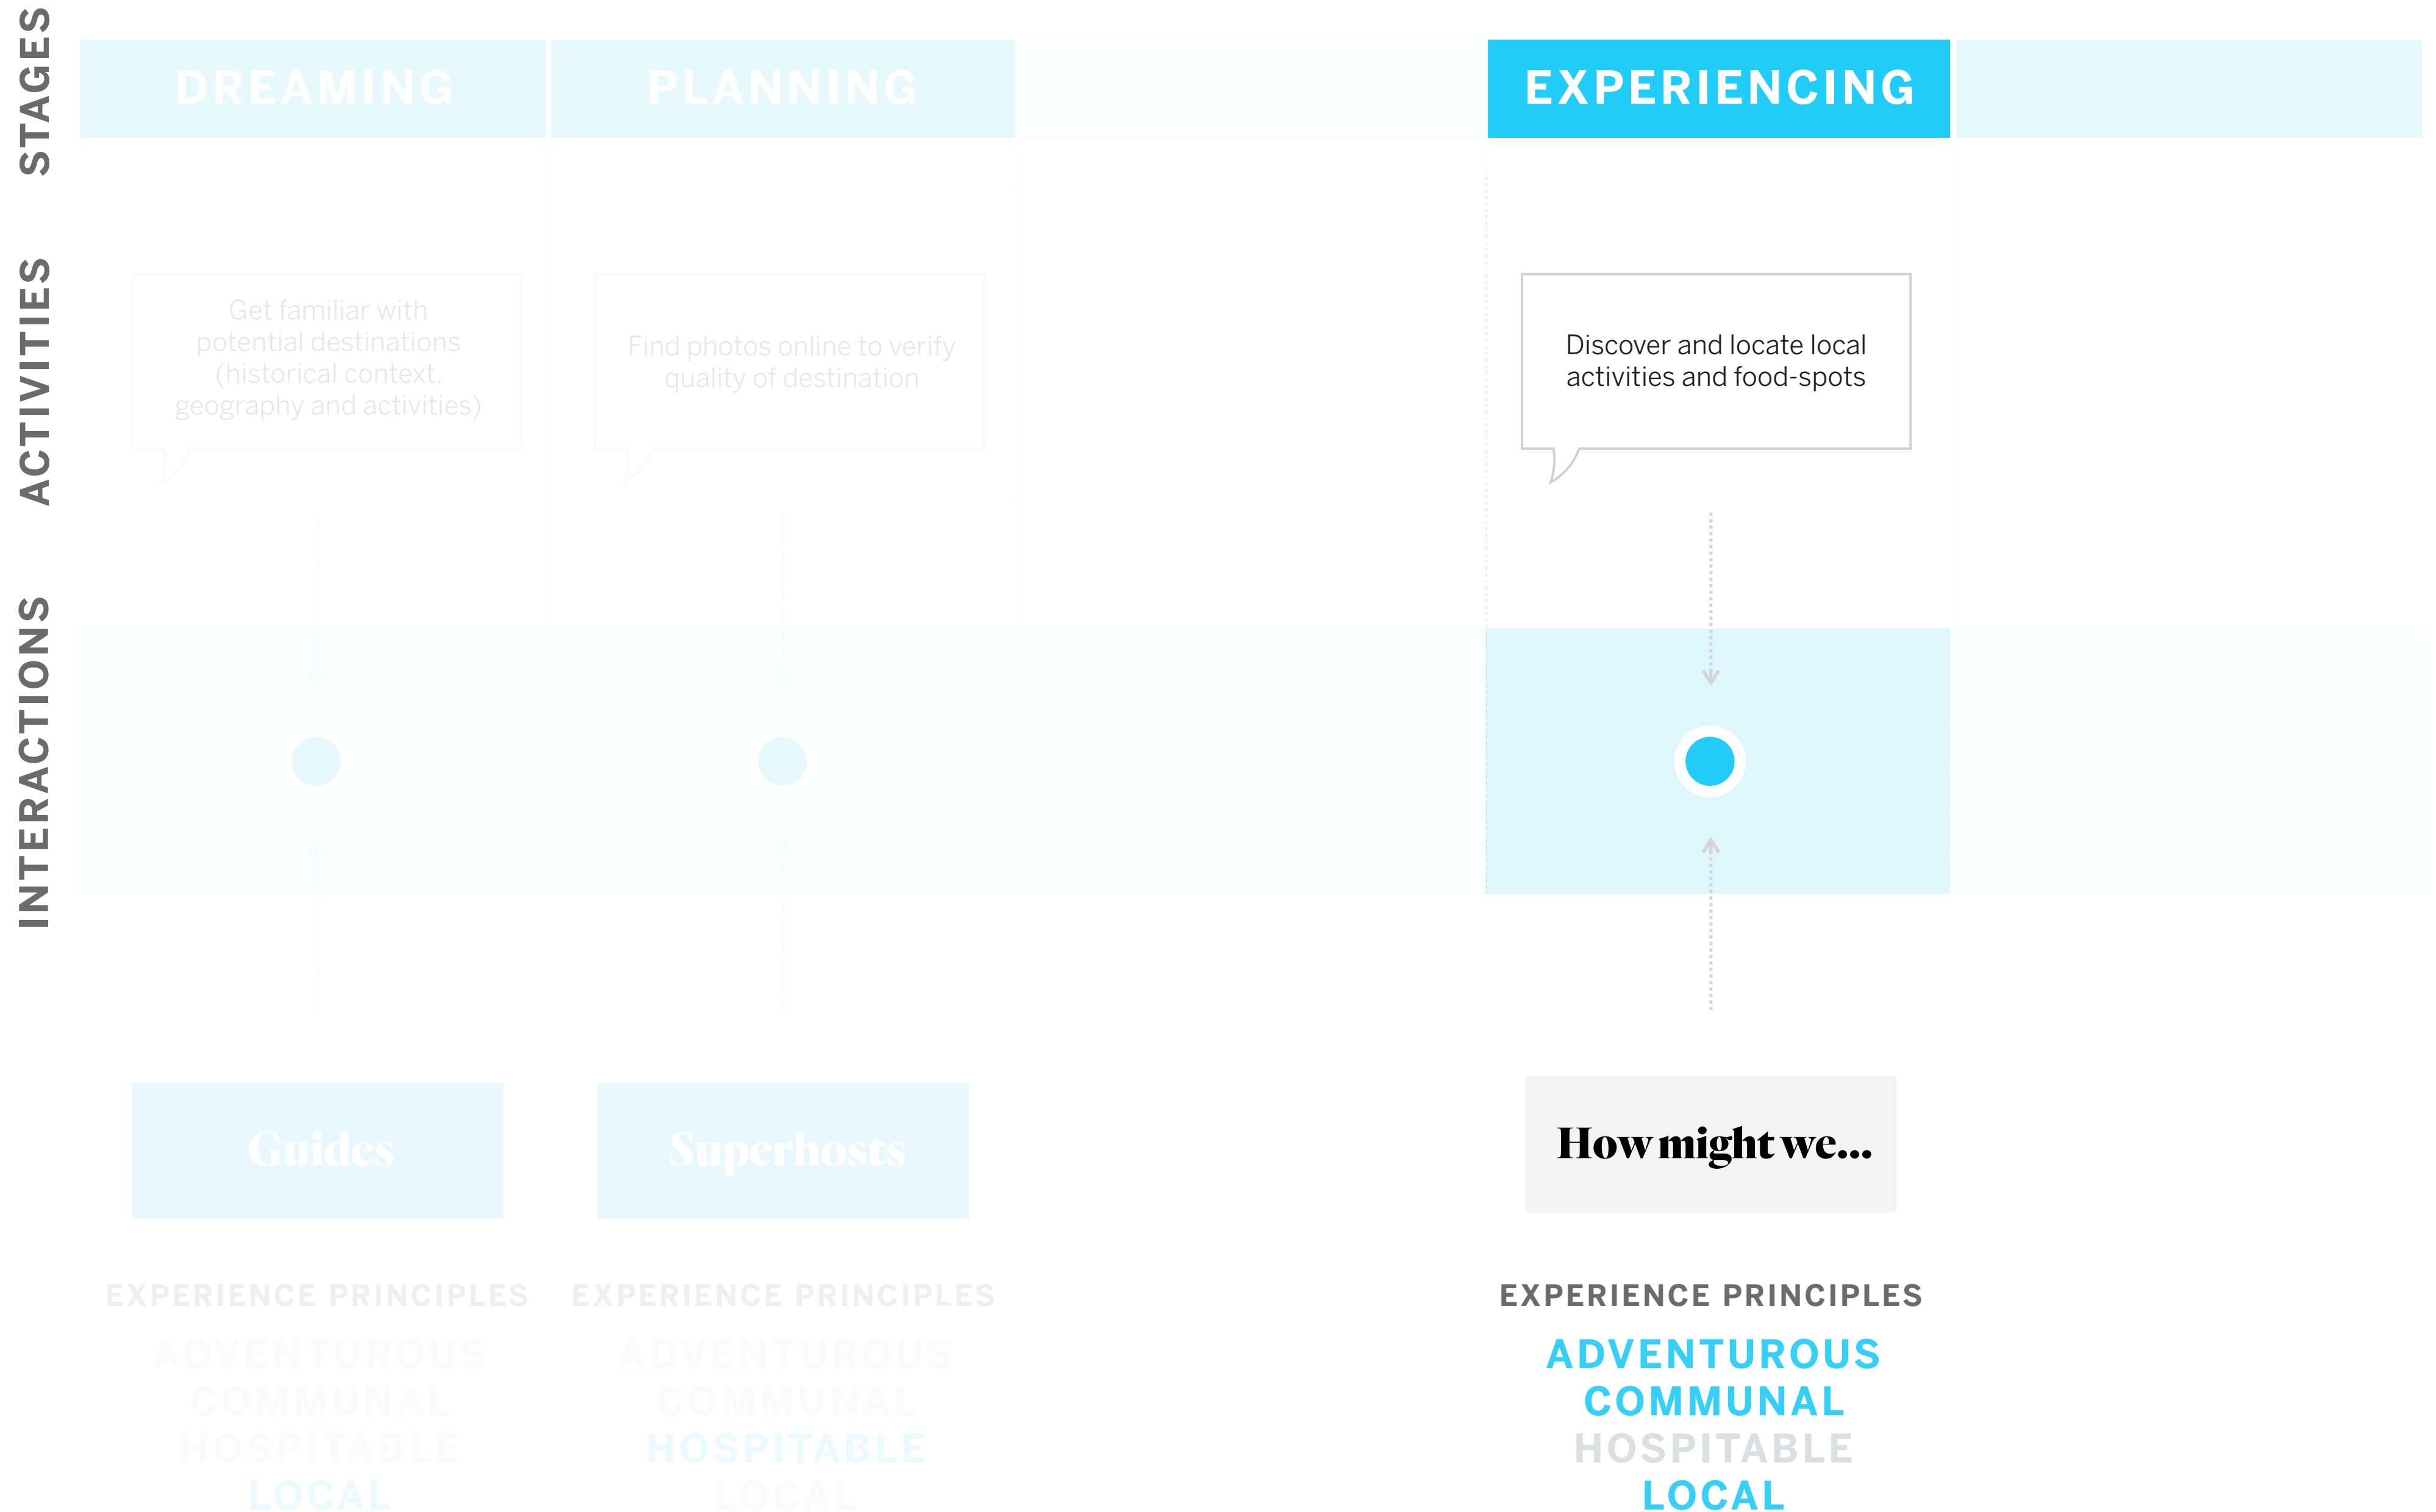 STAGES
DREAMING
PLANNING
EXPERIENCING
ACTIVITIES
Get familiar with
potential destinations
(historical context,
geography and activities)
Find photos online to verify
quality of destination
Discover and locate local
activities and food-spots
INTERACTIONS
Guides
Superhosts
How might we...
EXPERIENCE PRINCIPLES
ADVENTUROUS
COMMUNAL
HOSPITABLE
LOCAL
EXPERIENCE PRINCIPLES
ADVENTUROUS
COMMUNAL
HOSPITABLE
LOCAL
EXPERIENCE PRINCIPLES
ADVENTUROUS
COMMUNAL
HOSPITABLE
LOCAL